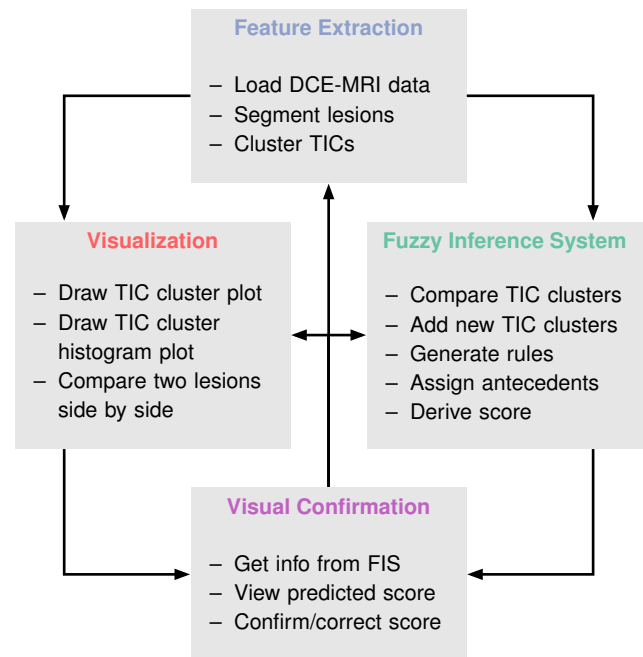 Feature Extraction
– Load DCE-MRI data
– Segment lesions
– Cluster TICs
Visualization
– Draw TIC cluster plot
– Draw TIC cluster
histogram plot
– Compare two lesions
side by side
Fuzzy Inference System
– Compare TIC clusters
– Add new TIC clusters
– Generate rules
– Assign antecedents
– Derive score
Visual Confirmation
– Get info from FIS
– View predicted score
– Confirm/correct score